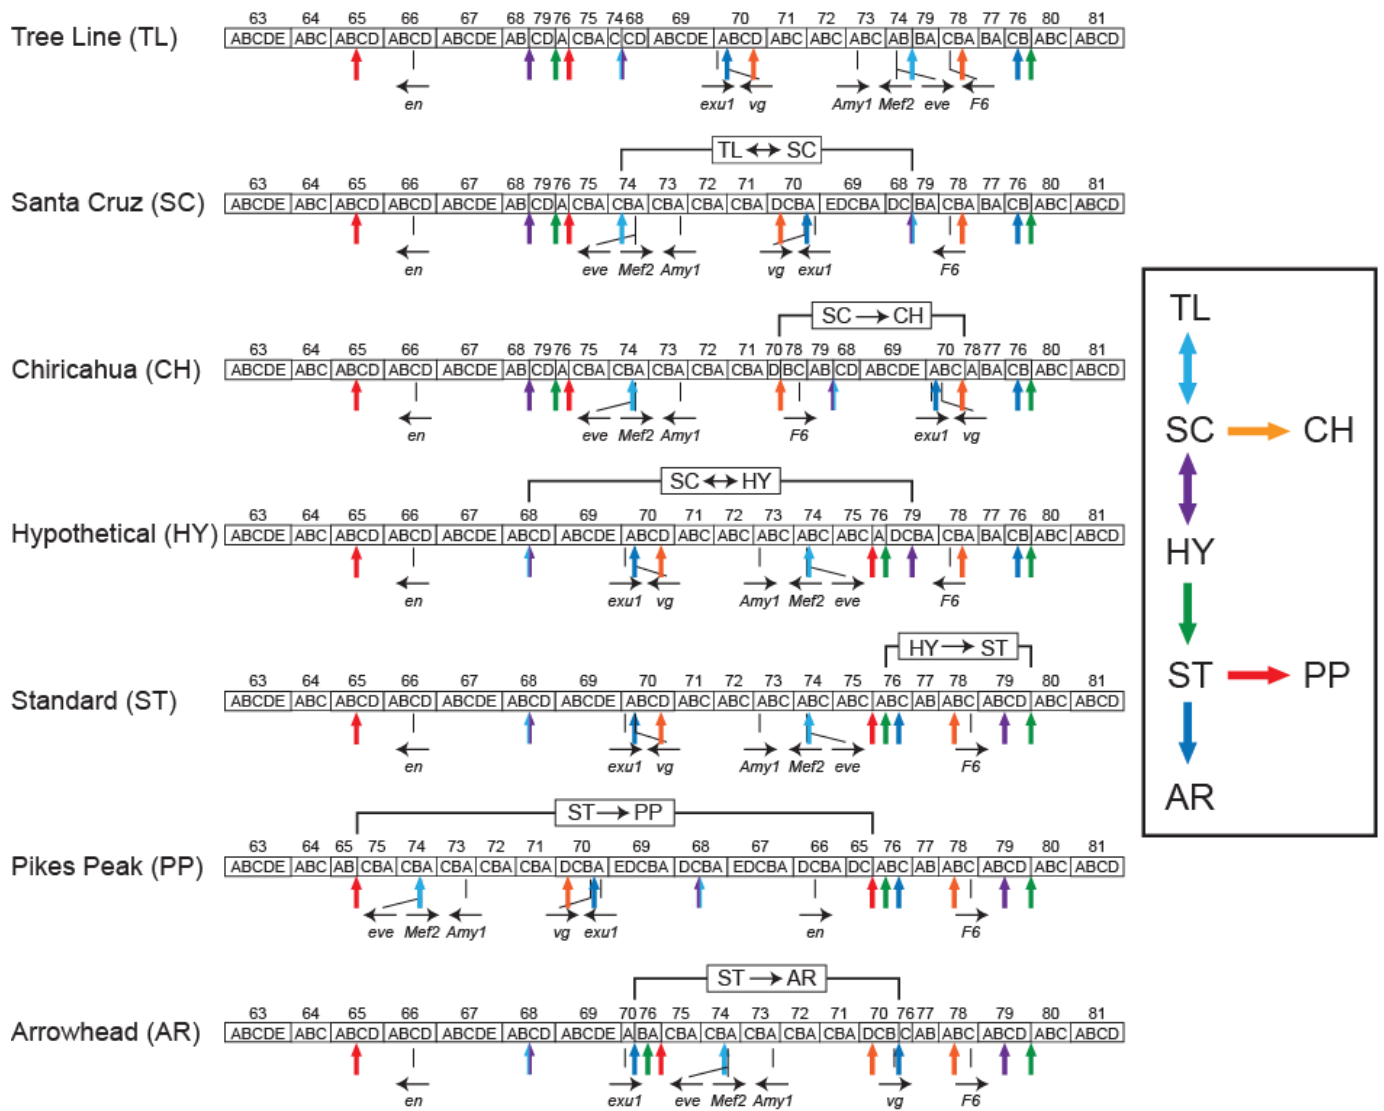 63 64 65 66 67 68 79 76 75 74 68 69 70 71 72 73 74 79 78 77 76 80 81
Tree Line (TL) ABCDE ABC ABCD ABCD ABCDE AB CD A CBA C CD ABCDE ABCD ABC ABC ABC AB BA CBA BA CB ABC ABCD
en exu1 vg Amy1 Mef2 eve F6
TL ↔ SC
63 64 65 66 67 68 79 76 75 74 73 72 71 70 69 68 79 78 77 76 80 81
Santa Cruz (SC) ABCDE ABC ABCD ABCD ABCDE AB CD A CBA CBA CBA CBA CBA DCBA EDCBA DC BA CBA BA CB ABC ABCD
en eve Mef2 Amy1 vg exu1 F6
SC → CH
63 64 65 66 67 68 79 76 75 74 73 72 71 70 78 79 68 69 70 78 77 76 80 81
Chiricahua (CH) ABCDE ABC ABCD ABCD ABCDE AB CD A CBA CBA CBA CBA CBA D BC AB CD ABCDE ABC A BA CB ABC ABCD
en eve Mef2 Amy1 F6 exu1 vg
SC ↔ HY
63 64 65 66 67 68 69 70 71 72 73 74 75 76 79 78 77 76 80 81
Hypothetical (HY) ABCDE ABC ABCD ABCD ABCDE ABCD ABCDE ABCD ABC ABC ABC ABC ABC A DCBA CBA BA CB ABC ABCD
en exu1 vg Amy1 Mef2 eve F6
HY → ST
63 64 65 66 67 68 69 70 71 72 73 74 75 76 77 78 79 80 81
Standard (ST) ABCDE ABC ABCD ABCD ABCDE ABCD ABCDE ABCD ABC ABC ABC ABC ABC ABC AB ABC ABCD ABC ABCD
en exu1 vg Amy1 Mef2 eve F6
ST → PP
63 64 65 75 74 73 72 71 70 69 68 67 66 65 76 77 78 79 80 81
Pikes Peak (PP) ABCDE ABC AB CBA CBA CBA CBA CBA DCBA EDCBA DCBA EDCBA DCBA DC ABC AB ABC ABCD ABC ABCD
eve Mef2 Amy1 vg exu1 en F6
ST → AR
63 64 65 66 67 68 69 70 76 75 74 73 72 71 70 76 77 78 79 80 81
Arrowhead (AR) ABCDE ABC ABCD ABCD ABCDE ABCD ABCDE A BA CBA CBA CBA CBA CBA DCB C AB ABC ABCD ABC ABCD
en exu1 eve Mef2 Amy1 vg F6
TL
SC CH
HY
ST PP
AR